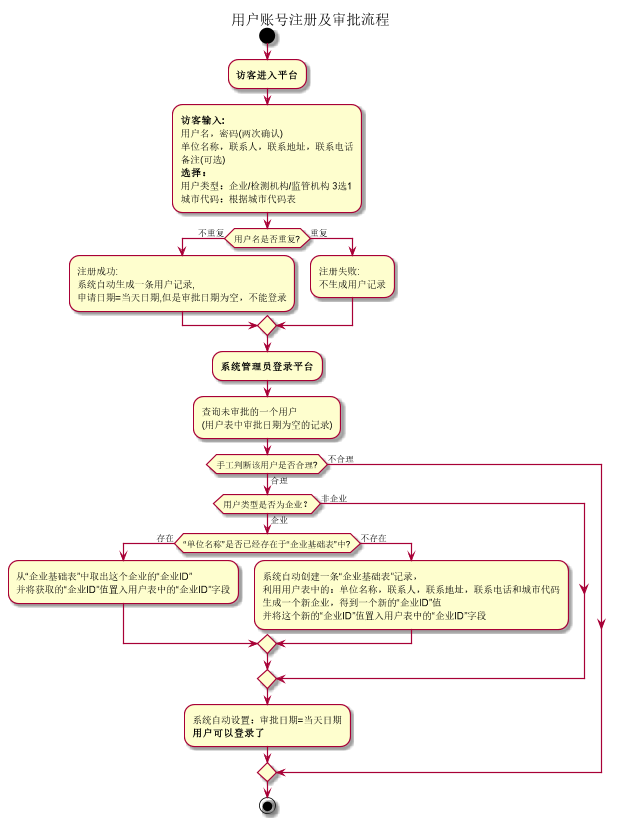 用户账号注册及审批流程
访客进入平台
访客输入:
用户名，密码(两次确认)
单位名称，联系人，联系地址，联系电话
备注(可选)
选择：
用户类型：企业/检测机构/监管机构 3选1
城市代码：根据城市代码表
不重复
用户名是否重复?
重复
注册成功:
系统自动生成一条用户记录,
申请日期=当天日期,但是审批日期为空，不能登录
注册失败:
不生成用户记录
系统管理员登录平台
查询未审批的一个用户
(用户表中审批日期为空的记录)
手工判断该用户是否合理?
不合理
合理
用户类型是否为企业？
非企业
企业
存在
“单位名称”是否已经存在于“企业基础表”中?
不存在
从“企业基础表”中取出这个企业的“企业ID”
并将获取的“企业ID”值置入用户表中的“企业ID”字段
系统自动创建一条“企业基础表”记录，
利用用户表中的：单位名称，联系人，联系地址，联系电话和城市代码
生成一个新企业，得到一个新的“企业ID”值
并将这个新的“企业ID”值置入用户表中的“企业ID”字段
系统自动设置：审批日期=当天日期
用户可以登录了